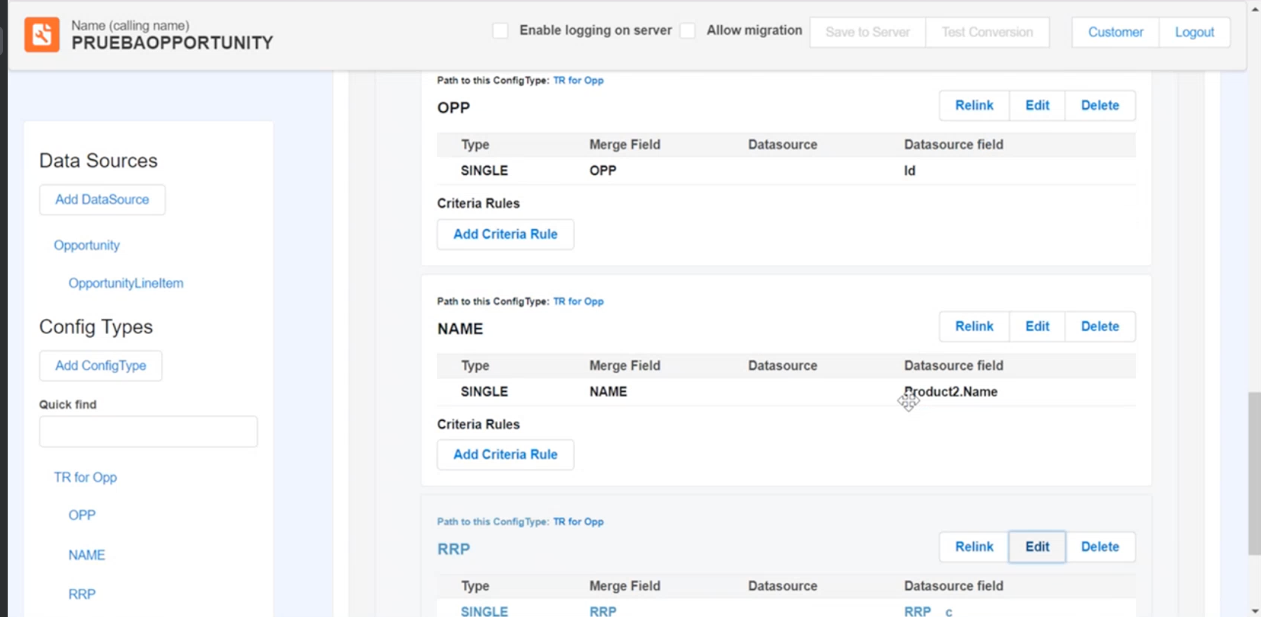 Name (calling name)
PRUEBAOPPORTUNITY
Enable logging on server
Allow migration
Save to Server
Test Conversion
Customer
Logout
Data Sources
Add DataSource
Opportunity
OpportunityLineItem
Config Types
Add ConfigType
Quick find
TR for Opp
OPP
NAME
RRP
Path to this ConfigType: TR for Opp
OPP
Relink Edit Delete
Type Merge Field Datasource Datasource field
SINGLE OPP Id
Criteria Rules
Add Criteria Rule
Path to this ConfigType: TR for Opp
NAME
Relink Edit Delete
Type Merge Field Datasource Datasource field
SINGLE NAME Product2.Name
Criteria Rules
Add Criteria Rule
Path to this ConfigType: TR for Opp
RRP
Relink Edit Delete
Type Merge Field Datasource Datasource field
SINGLE RRP RRP__c